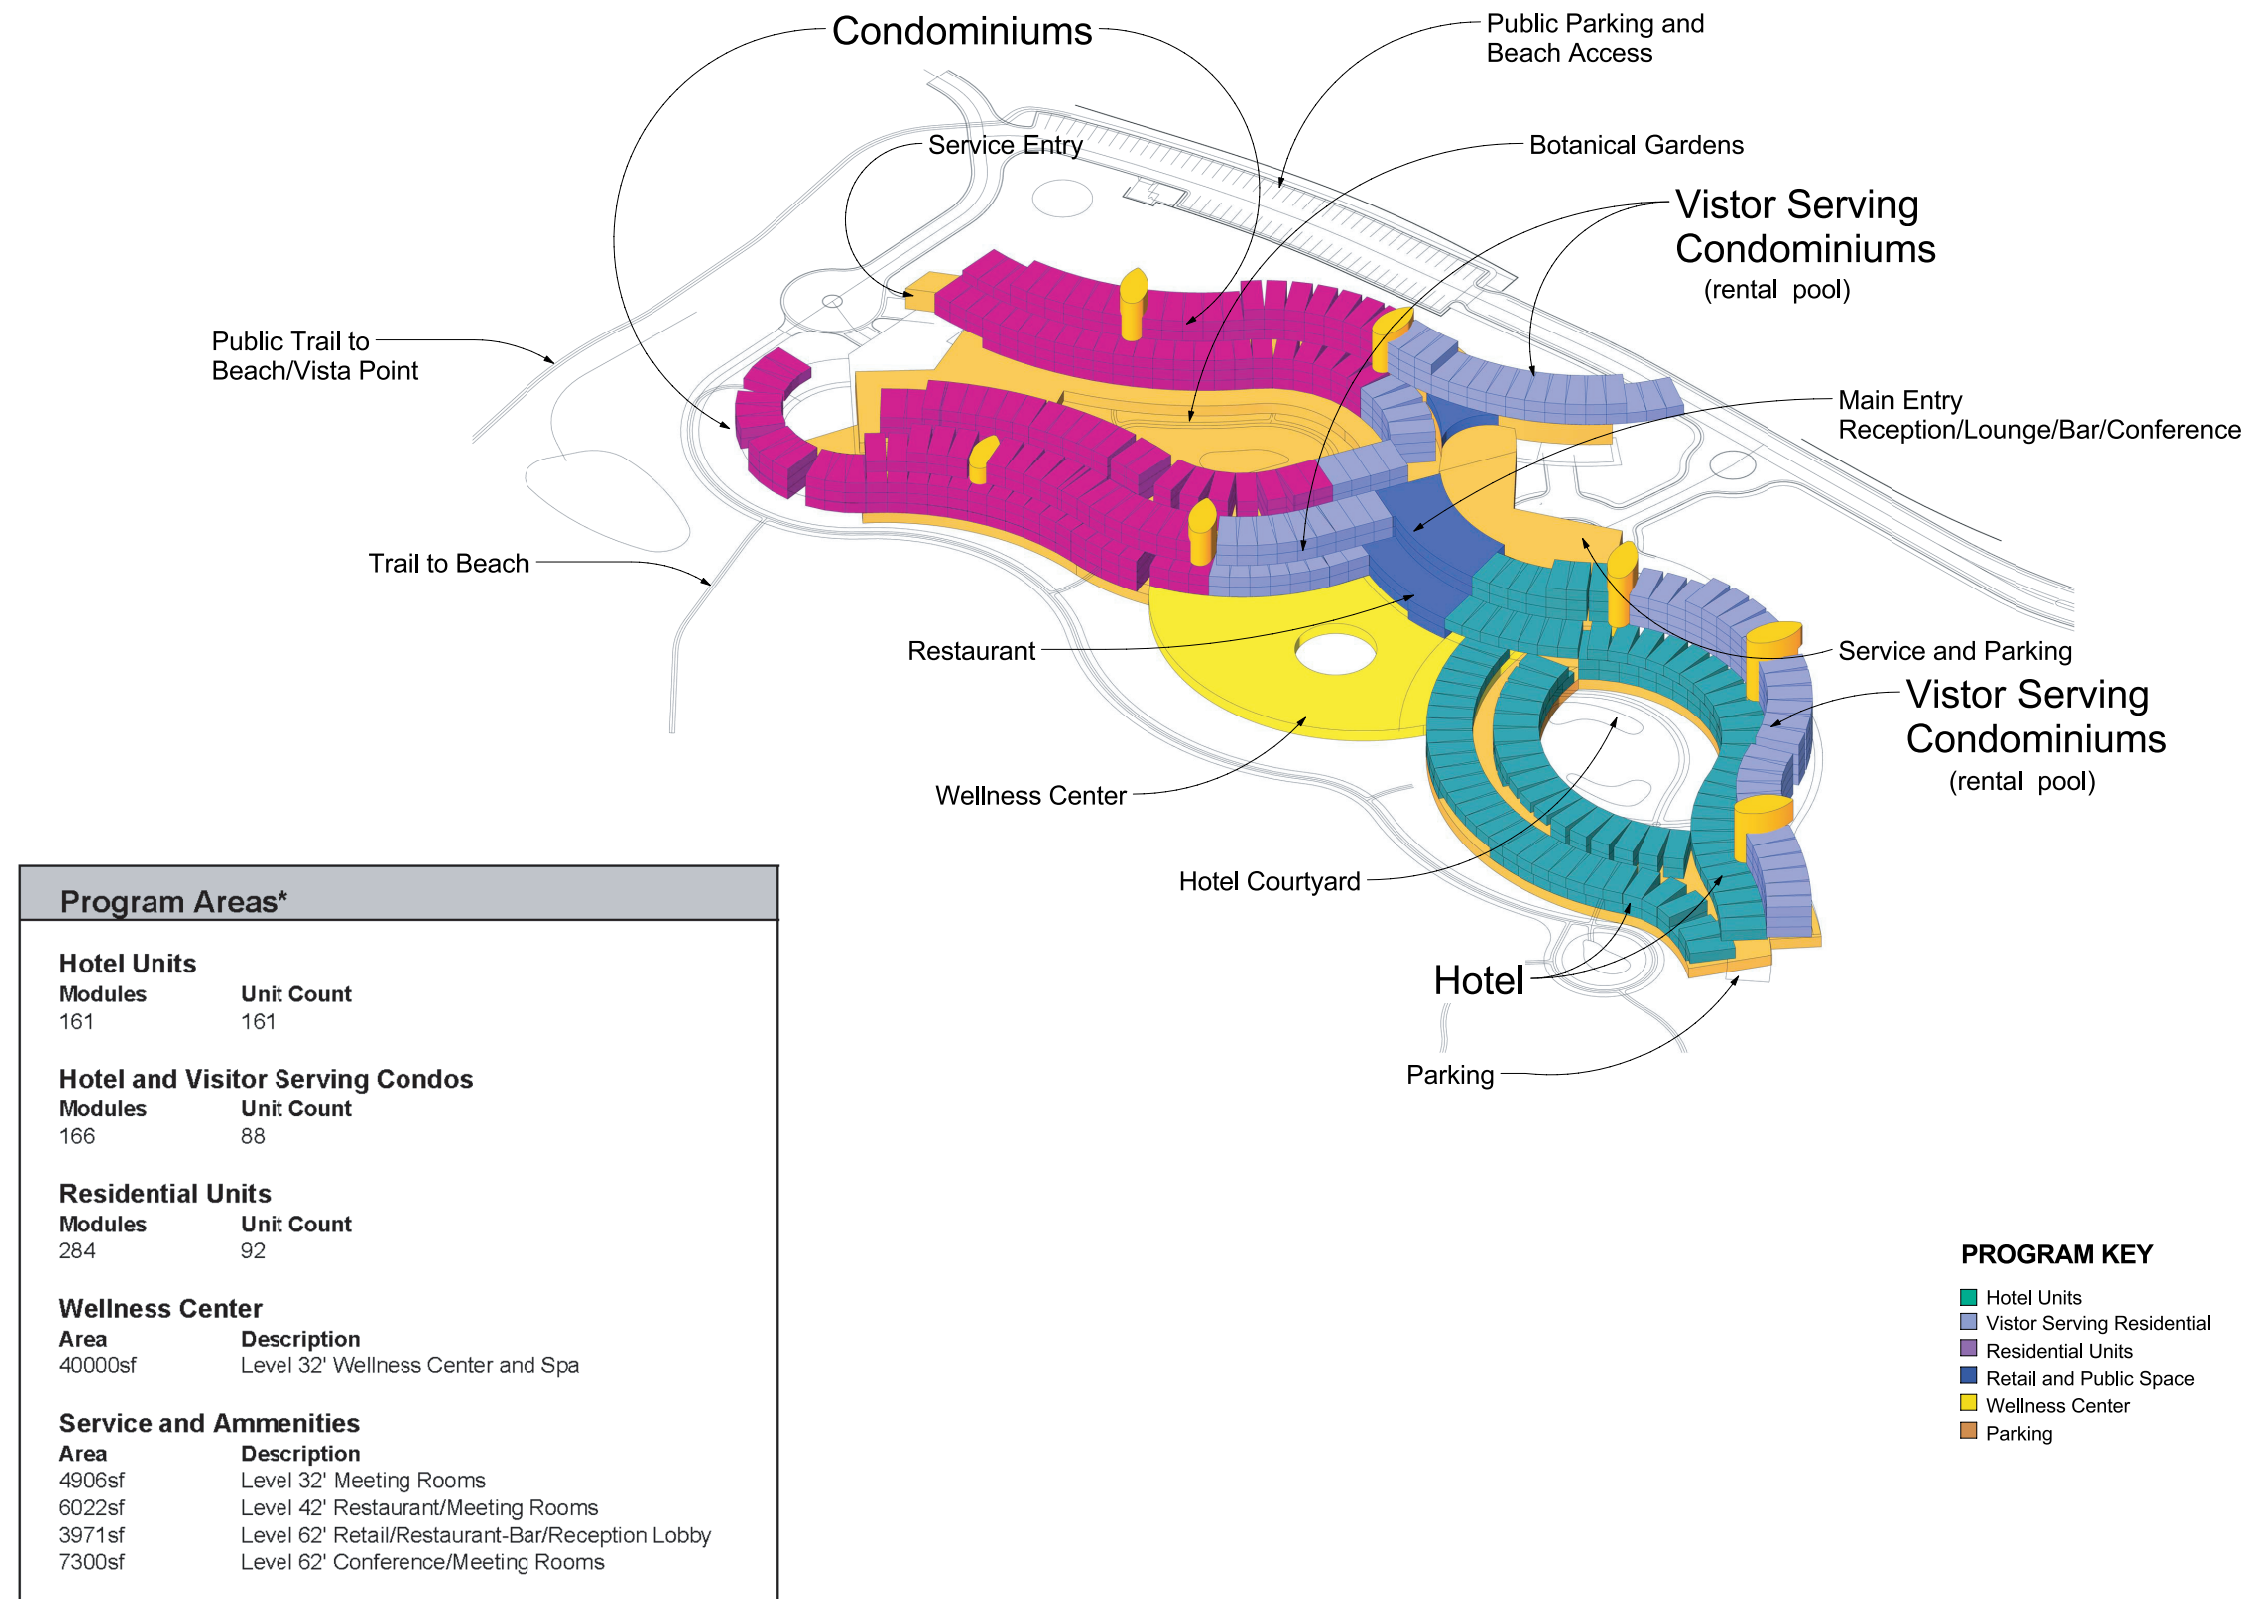 Condominiums
Public Parking and
Beach Access
Service Entry
Botanical Gardens
Vistor Serving
Condominiums
(rental pool)
Public Trail to
Beach/Vista Point
Main Entry
Reception/Lounge/Bar/Conference
Trail to Beach
Restaurant
Service and Parking
Vistor Serving
Condominiums
(rental pool)
Wellness Center
Hotel Courtyard
Hotel
Parking
Program Areas*
Hotel Units
Modules Unit Count
161 161
Hotel and Visitor Serving Condos
Modules Unit Count
166 88
Residential Units
Modules Unit Count
284 92
Wellness Center
Area Description
40000sf Level 32' Wellness Center and Spa
Service and Ammenities
Area Description
4906sf Level 32' Meeting Rooms
6022sf Level 42' Restaurant/Meeting Rooms
3971sf Level 62' Retail/Restaurant-Bar/Reception Lobby
7300sf Level 62' Conference/Meeting Rooms
PROGRAM KEY
Hotel Units
Vistor Serving Residential
Residential Units
Retail and Public Space
Wellness Center
Parking